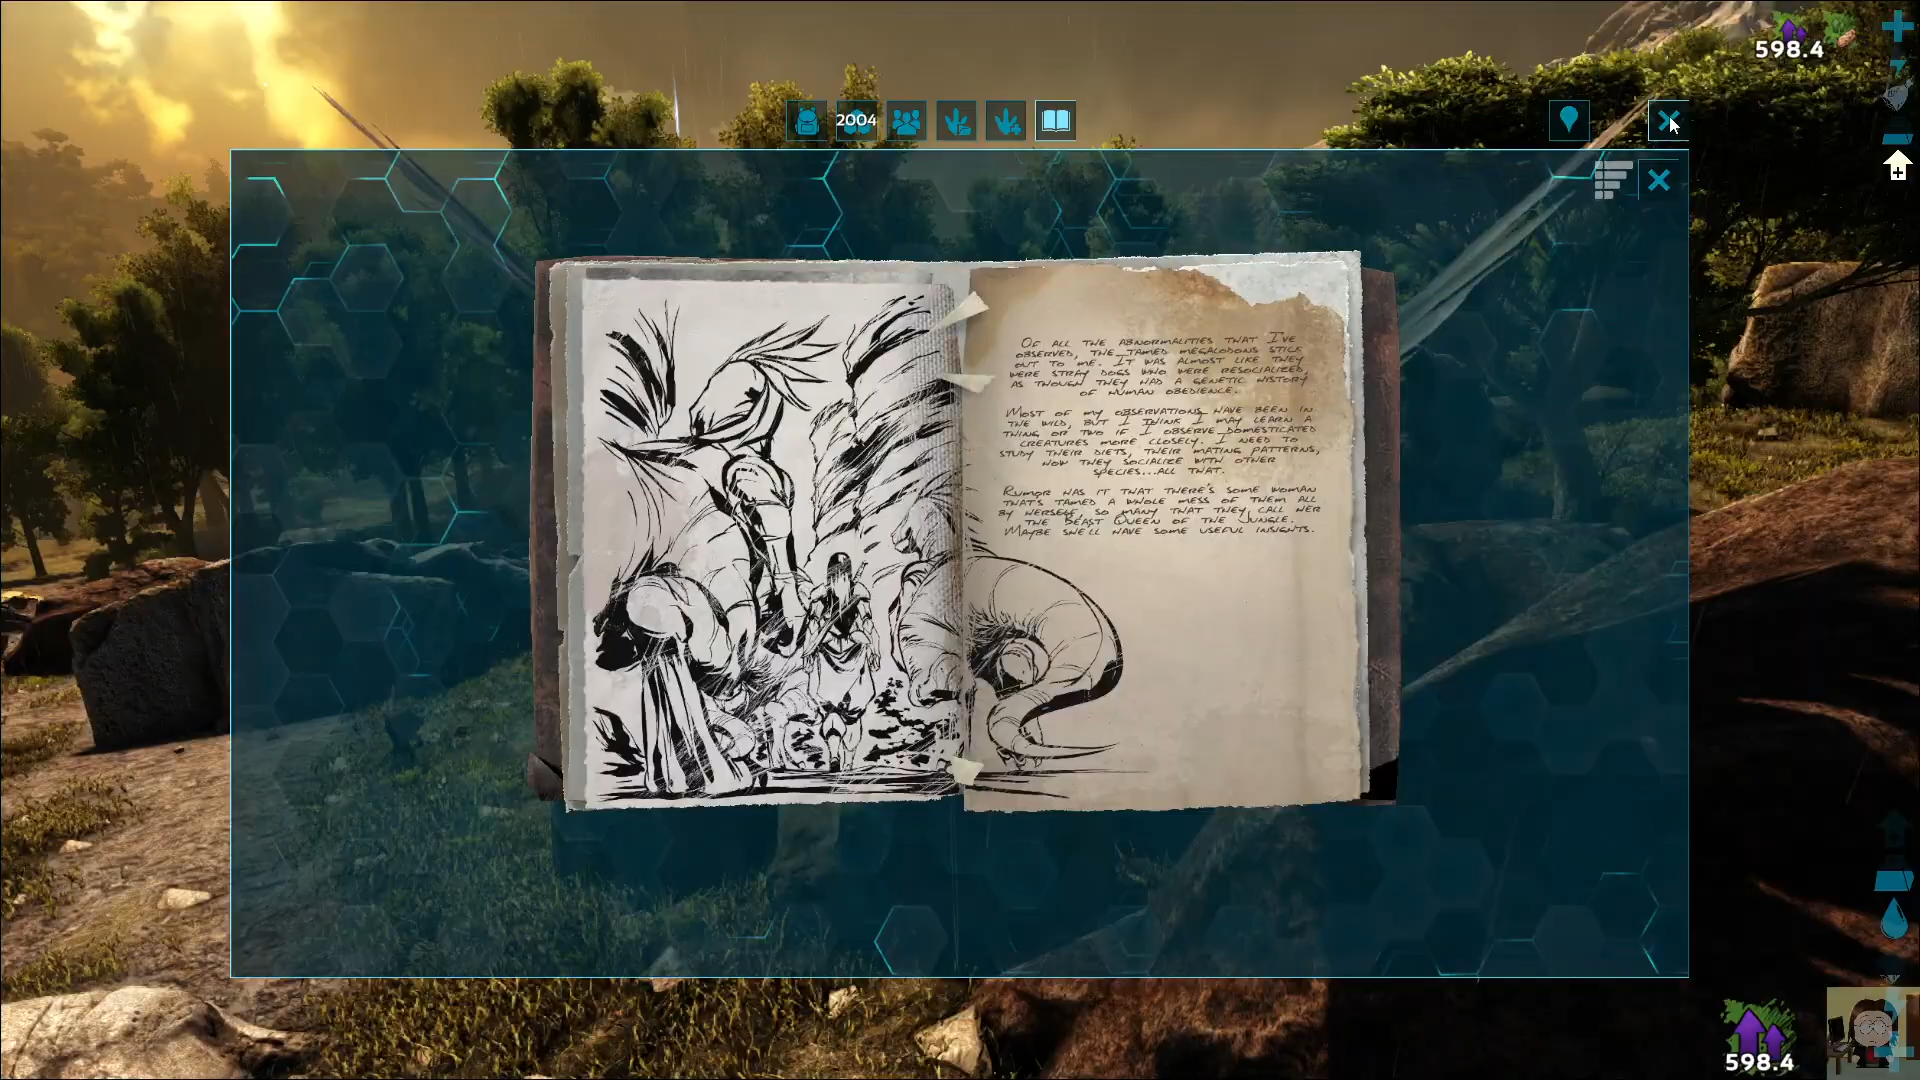 598.4
2004
Of all the abnormalities that I've
observed, the tamed megalodons stick
out to me. It was almost like they
were stray dogs who were resocialized,
as though they had a genetic history
of human obedience.
Most of my observations have been in
the wild, but I think I may learn a
thing or two if I observe domesticated
creatures more closely. I need to
study their diets, their mating patterns,
how they socialize with other
species...all that.
Rumor has it that there's some woman
that's tamed a whole mess of them all
by herself, so many that they call her
the Beast Queen of the Jungle.
Maybe she'll have some useful insights.
598.4